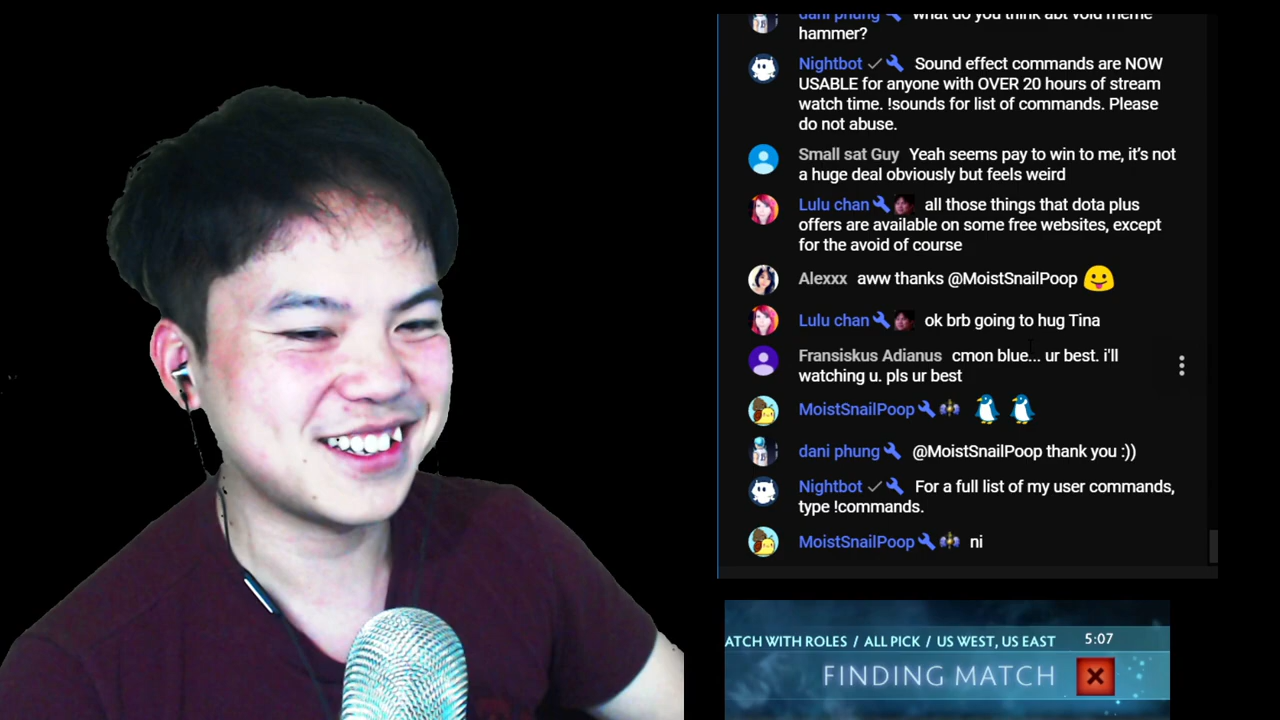 dani phung what do you think abt void meme
hammer?
Nightbot Sound effect commands are NOW
USABLE for anyone with OVER 20 hours of stream
watch time. !sounds for list of commands. Please
do not abuse.
Small sat Guy Yeah seems pay to win to me, it's not
a huge deal obviously but feels weird
Lulu chan all those things that dota plus
offers are available on some free websites, except
for the avoid of course
Alexxx aww thanks @MoistSnailPoop
Lulu chan ok brb going to hug Tina
Fransiskus Adianus cmon blue... ur best. i'll
watching u. pls ur best
MoistSnailPoop
dani phung @MoistSnailPoop thank you :))
Nightbot For a full list of my user commands,
type !commands.
MoistSnailPoop ni
ATCH WITH ROLES / ALL PICK / US WEST, US EAST 5:07
FINDING MATCH